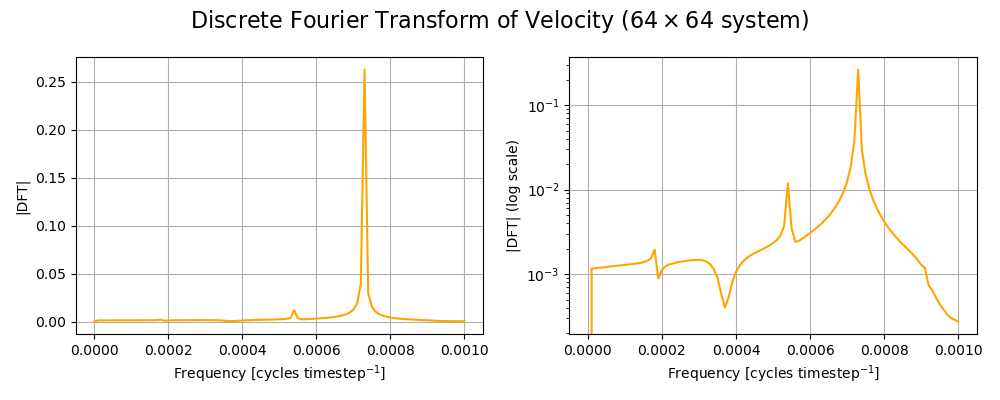 Discrete Fourier Transform of Velocity (64 × 64 system)
|DFT|
0.25
0.20
0.15
0.10
0.05
0.00
0.0000 0.0002 0.0004 0.0006 0.0008 0.0010
Frequency [cycles timestep⁻¹]
|DFT| (log scale)
10⁻¹
10⁻²
10⁻³
0.0000 0.0002 0.0004 0.0006 0.0008 0.0010
Frequency [cycles timestep⁻¹]